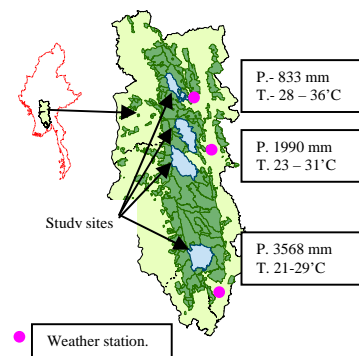 P.- 833 mm
T.- 28 – 36’C
P. 1990 mm
T. 23 – 31’C
Study sites
P. 3568 mm
T. 21-29’C
Weather station.